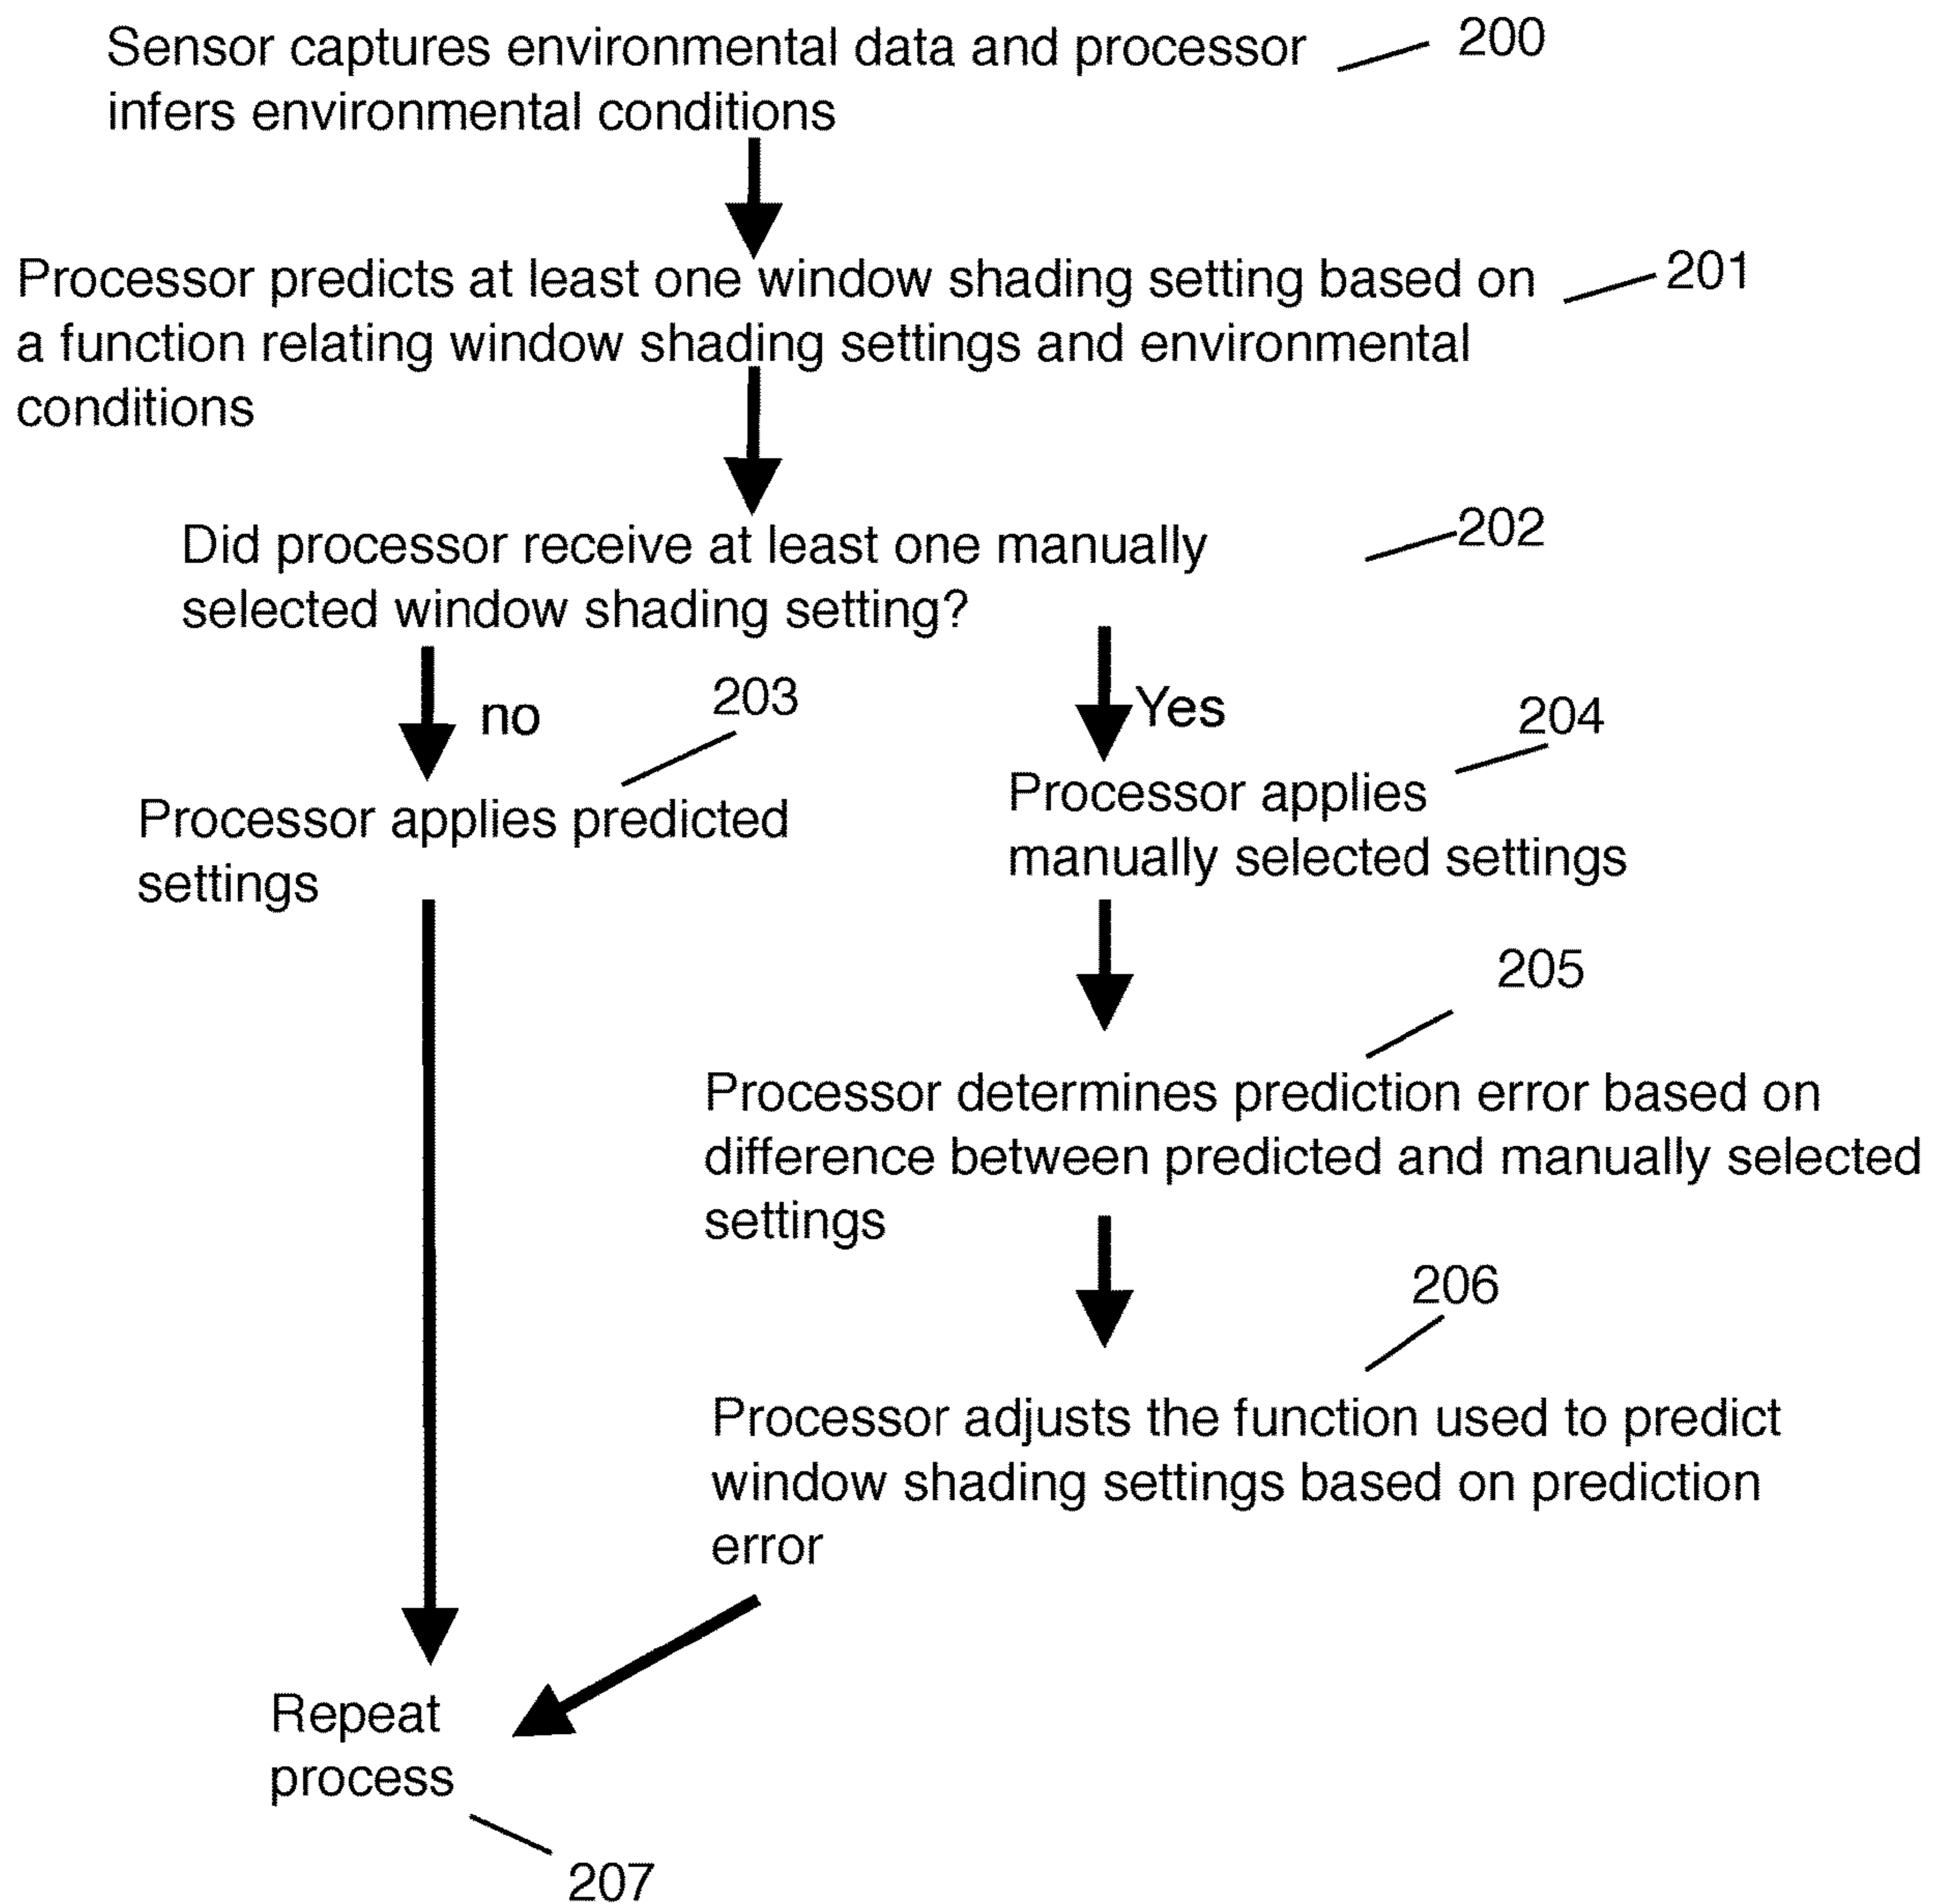 Sensor captures environmental data and processor
infers environmental conditions
200
Processor predicts at least one window shading setting based on
a function relating window shading settings and environmental
conditions
201
Did processor receive at least one manually
selected window shading setting?
202
no
203
Yes
204
Processor applies predicted
settings
Processor applies
manually selected settings
205
Processor determines prediction error based on
difference between predicted and manually selected
settings
206
Processor adjusts the function used to predict
window shading settings based on prediction
error
Repeat
process
207